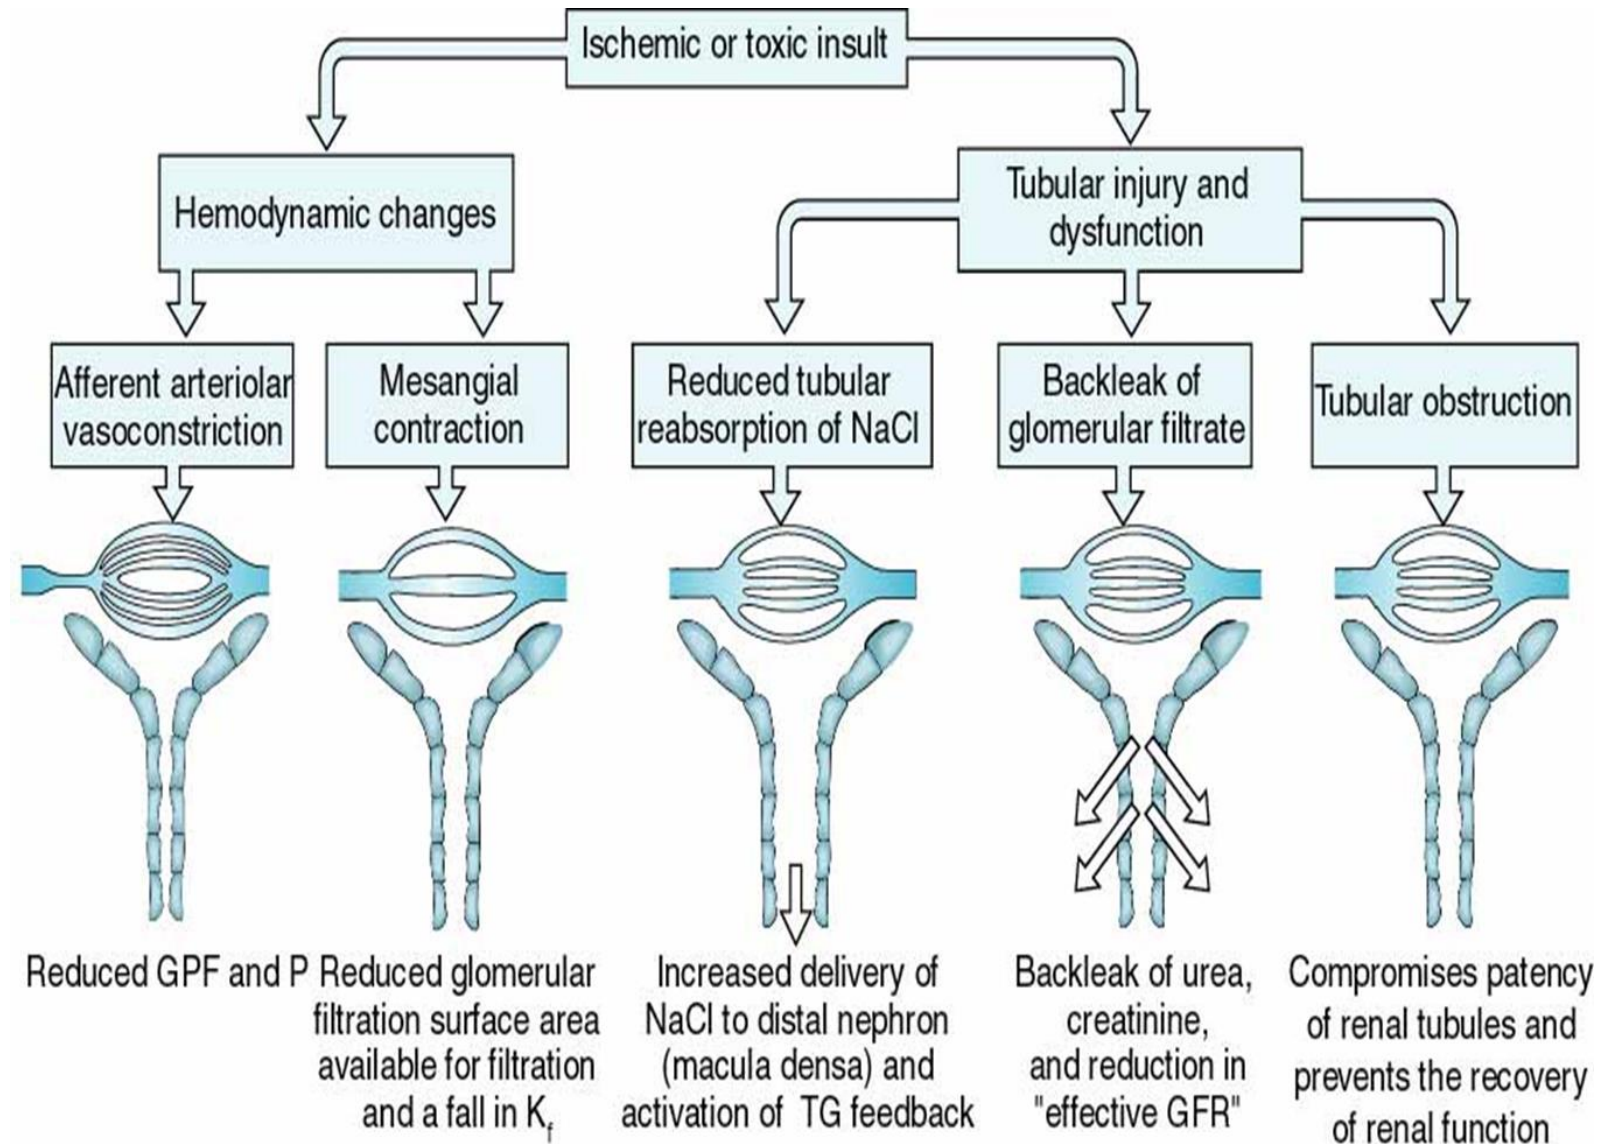 Ischemic or toxic insult
Hemodynamic changes
Tubular injury and
dysfunction
Afferent arteriolar
vasoconstriction
Mesangial
contraction
Reduced tubular
reabsorption of NaCl
Backleak of
glomerular filtrate
Tubular obstruction
Reduced GPF and P
Reduced glomerular
filtration surface area
available for filtration
and a fall in Kf
Increased delivery of
NaCl to distal nephron
(macula densa) and
activation of TG feedback
Backleak of urea,
creatinine,
and reduction in
"effective GFR"
Compromises patency
of renal tubules and
prevents the recovery
of renal function